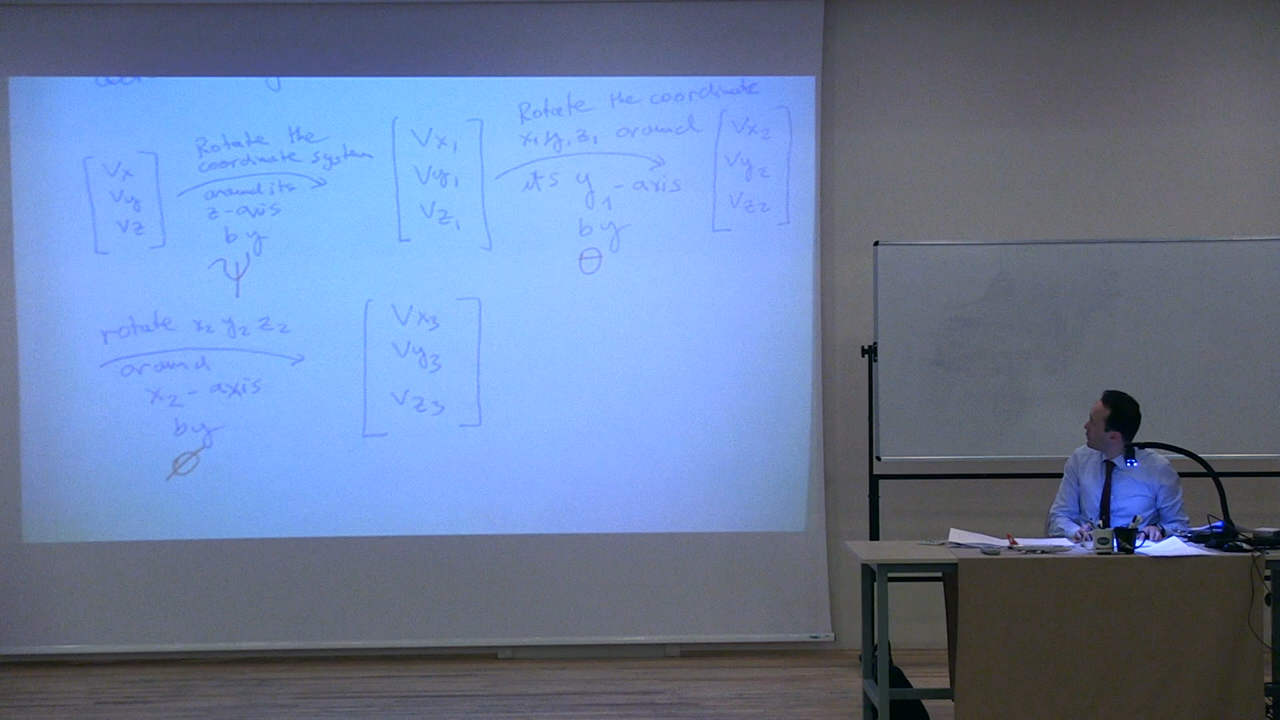 Vx
Vy
Vz
Rotate the
coordinate system
around its
z-axis
by
ψ
Vx₁
Vy₁
Vz₁
Rotate the coordinate
x₁y₁z₁ around
its y₁-axis
by
θ
Vx₂
Vy₂
Vz₂
rotate x₂ y₂ z₂
around
x₂-axis
by
Ø
Vx₃
Vy₃
Vz₃